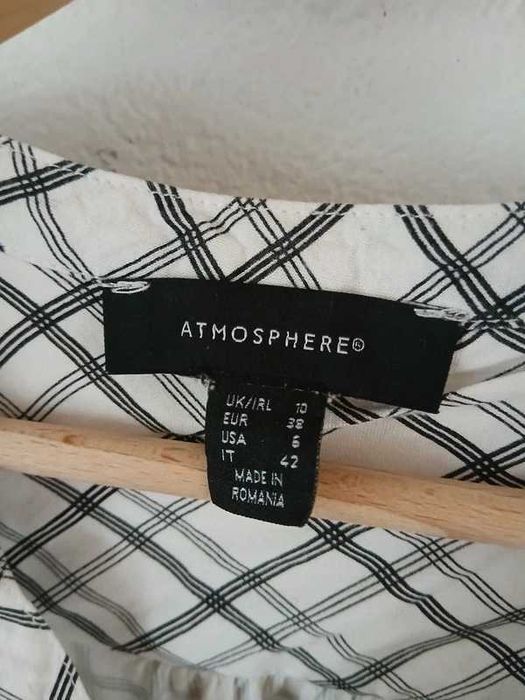 ATMOSPHERE®
UK/IRL 10
EUR 38
USA 6
IT 42
MADE IN
ROMANIA